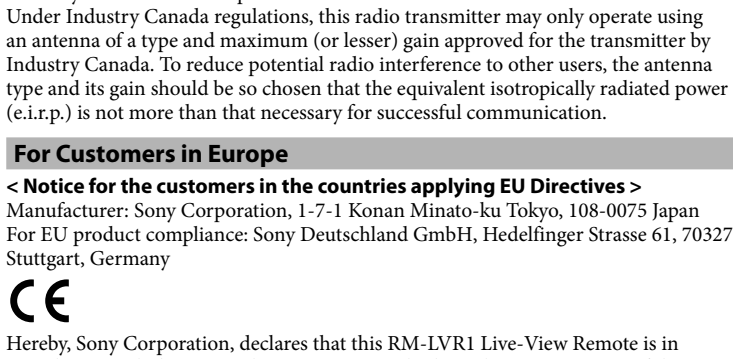 Under Industry Canada regulations, this radio transmitter may only operate using
an antenna of a type and maximum (or lesser) gain approved for the transmitter by
Industry Canada. To reduce potential radio interference to other users, the antenna
type and its gain should be so chosen that the equivalent isotropically radiated power
(e.i.r.p.) is not more than that necessary for successful communication.
For Customers in Europe
< Notice for the customers in the countries applying EU Directives >
Manufacturer: Sony Corporation, 1-7-1 Konan Minato-ku Tokyo, 108-0075 Japan
For EU product compliance: Sony Deutschland GmbH, Hedelfinger Strasse 61, 70327
Stuttgart, Germany
CE
Hereby, Sony Corporation, declares that this RM-LVR1 Live-View Remote is in